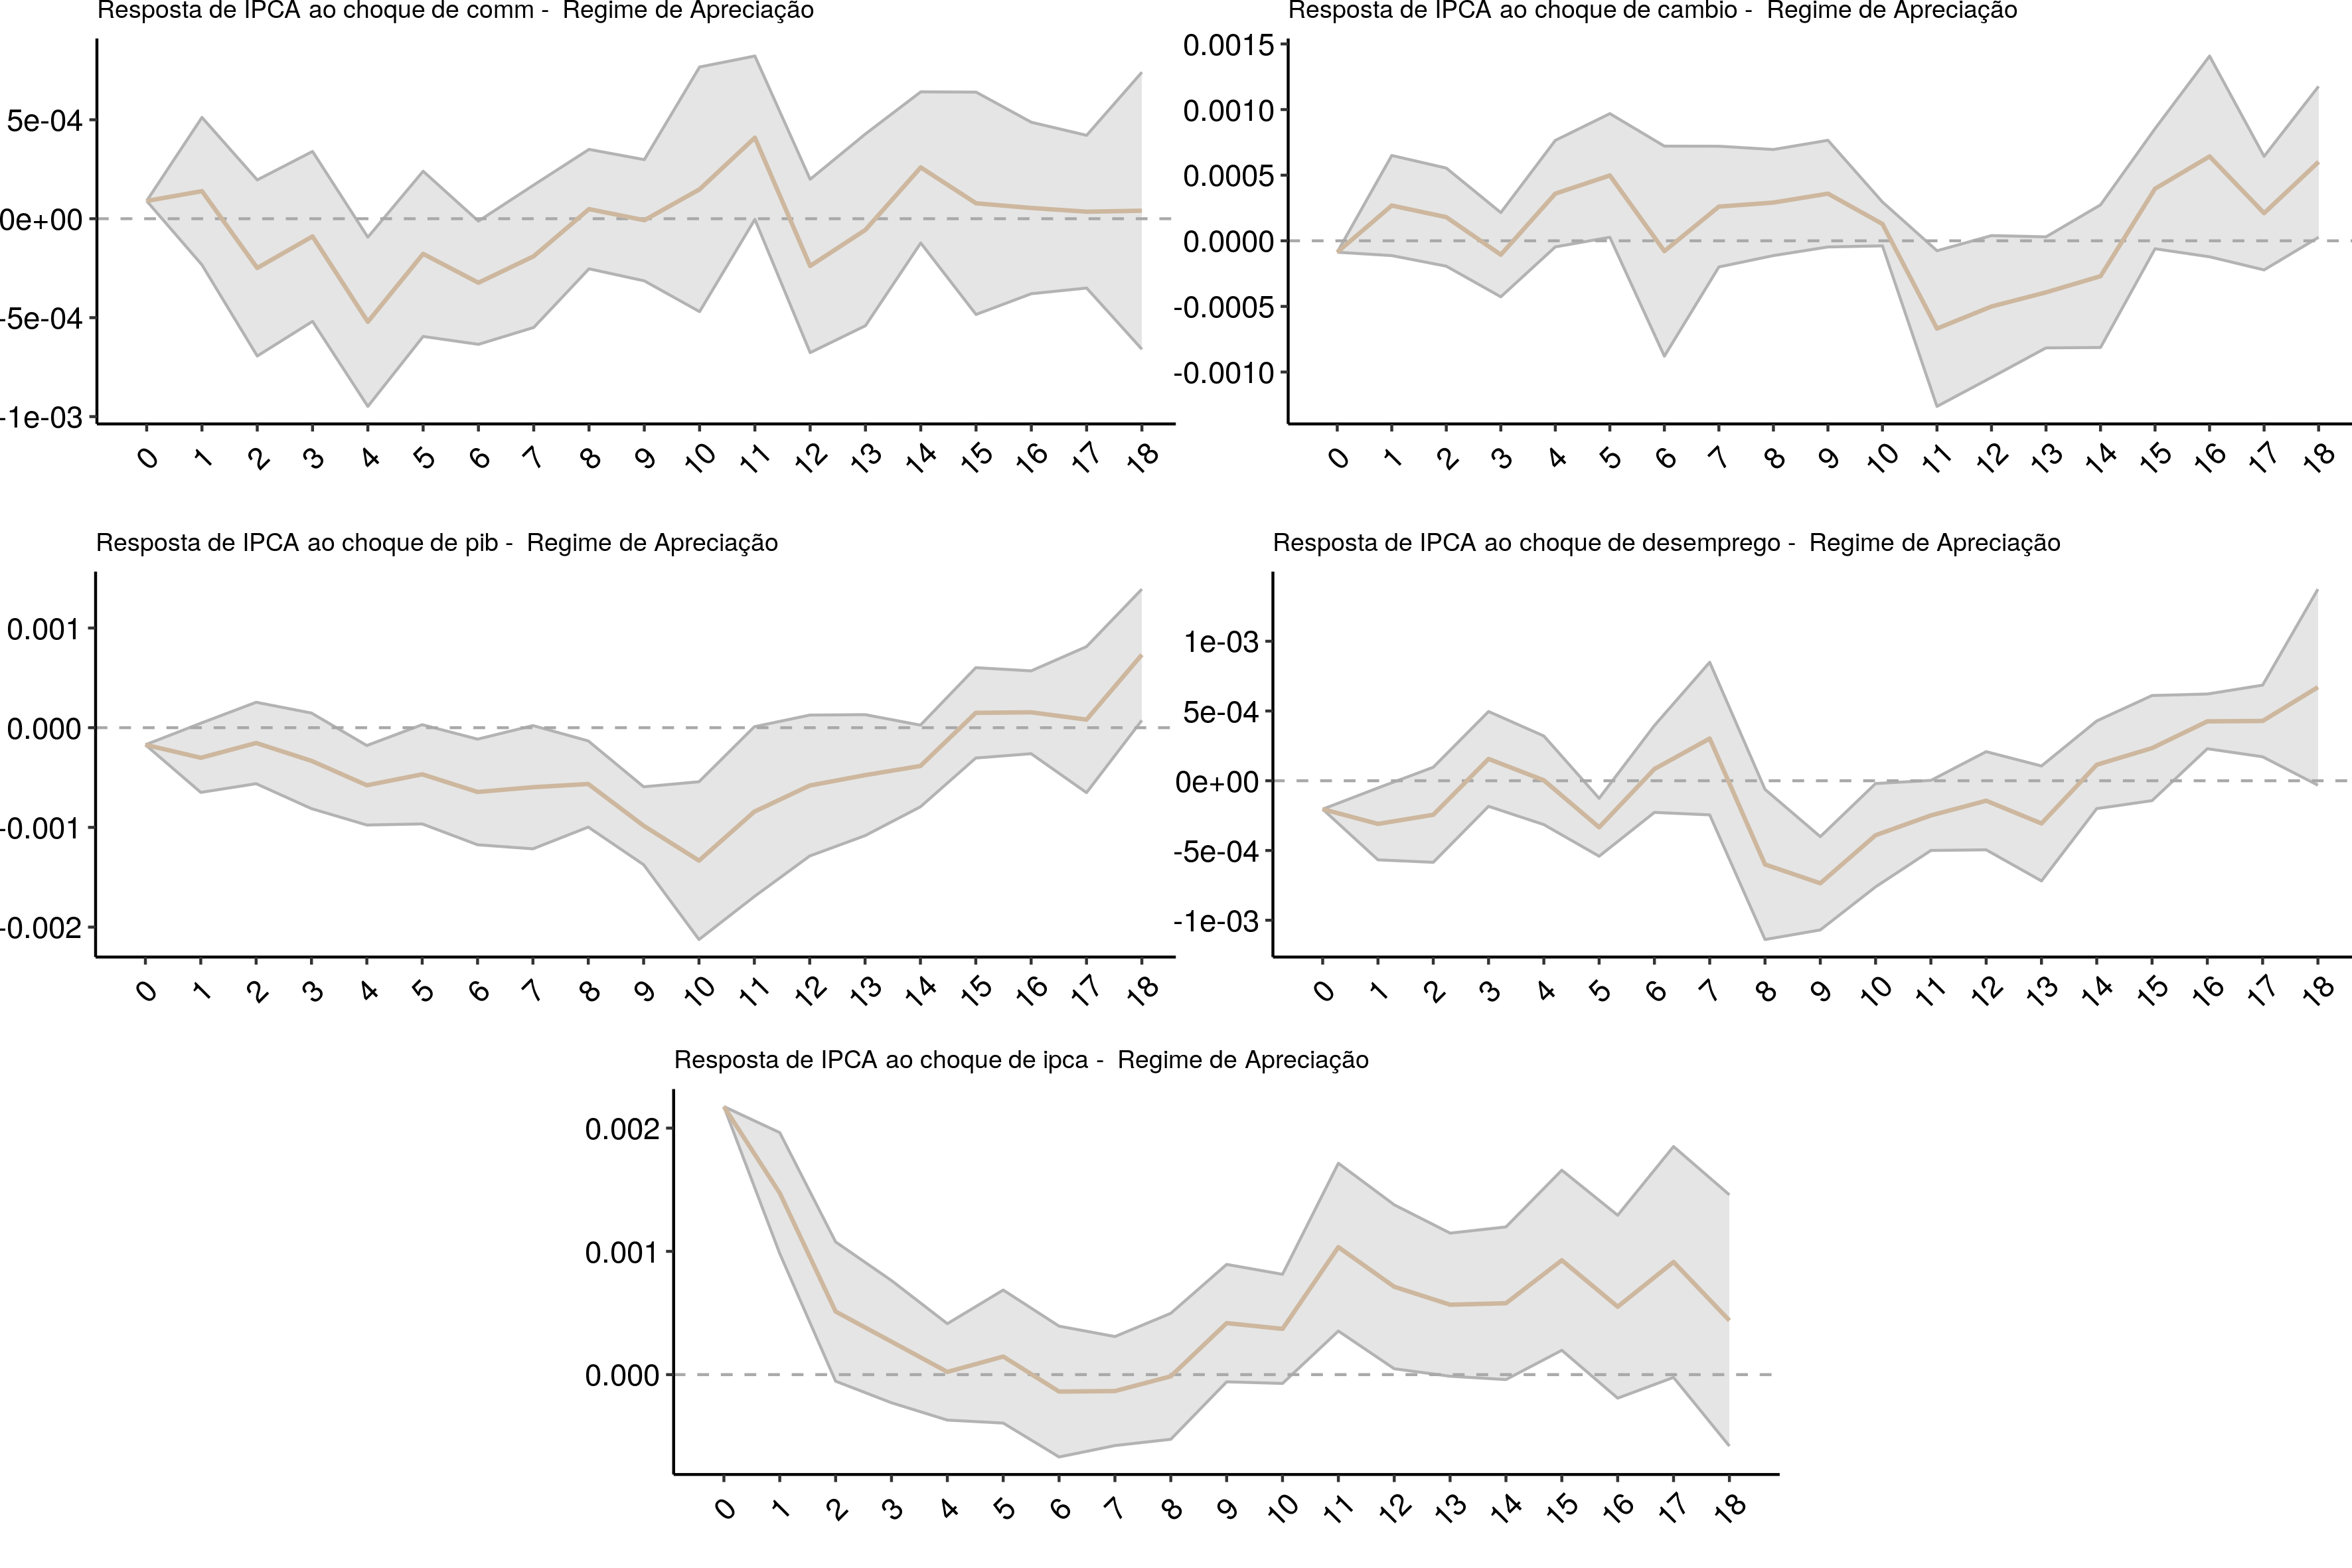 Resposta de IPCA ao choque de comm - Regime de Apreciação
5e-04
0e+00
-5e-04
-1e-03
0 1 2 3 4 5 6 7 8 9 10 11 12 13 14 15 16 17 18
Resposta de IPCA ao choque de cambio - Regime de Apreciação
0.0015
0.0010
0.0005
0.0000
-0.0005
-0.0010
0 1 2 3 4 5 6 7 8 9 10 11 12 13 14 15 16 17 18
Resposta de IPCA ao choque de pib - Regime de Apreciação
0.001
0.000
-0.001
-0.002
0 1 2 3 4 5 6 7 8 9 10 11 12 13 14 15 16 17 18
Resposta de IPCA ao choque de desemprego - Regime de Apreciação
1e-03
5e-04
0e+00
-5e-04
-1e-03
0 1 2 3 4 5 6 7 8 9 10 11 12 13 14 15 16 17 18
Resposta de IPCA ao choque de ipca - Regime de Apreciação
0.002
0.001
0.000
0 1 2 3 4 5 6 7 8 9 10 11 12 13 14 15 16 17 18